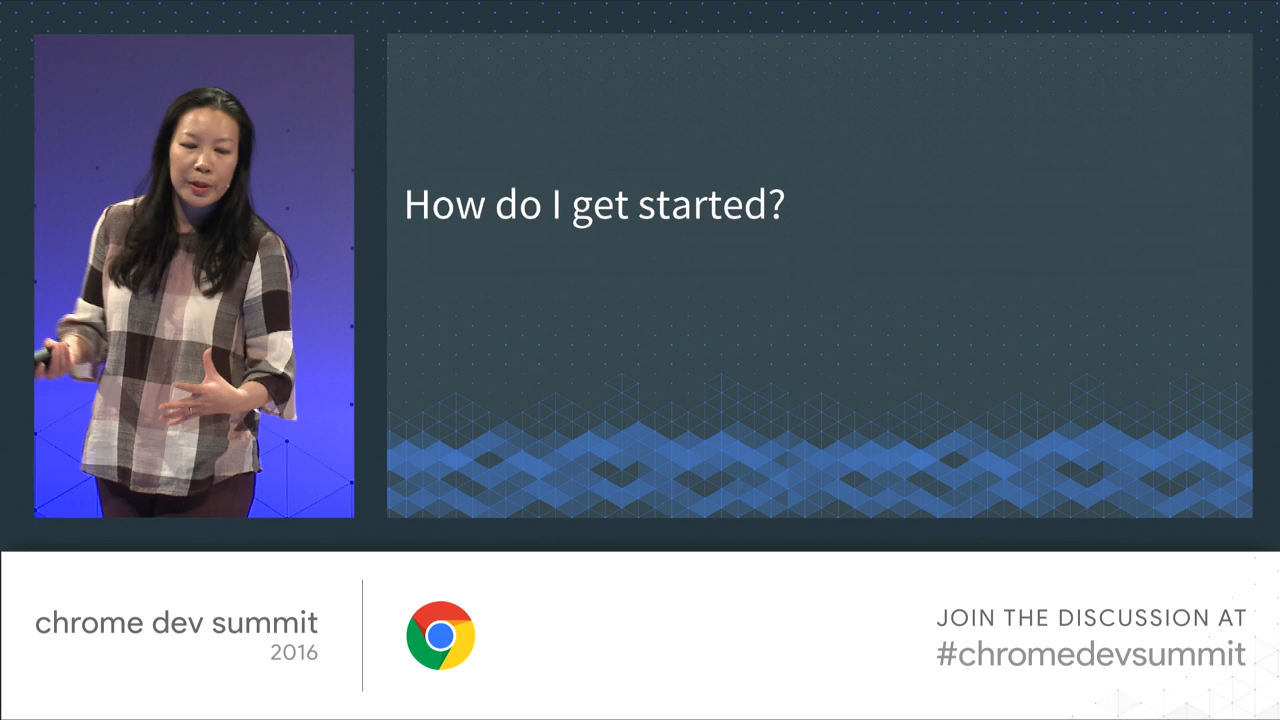 How do I get started?
chrome dev summit
2016
JOIN THE DISCUSSION AT
#chromedevsummit